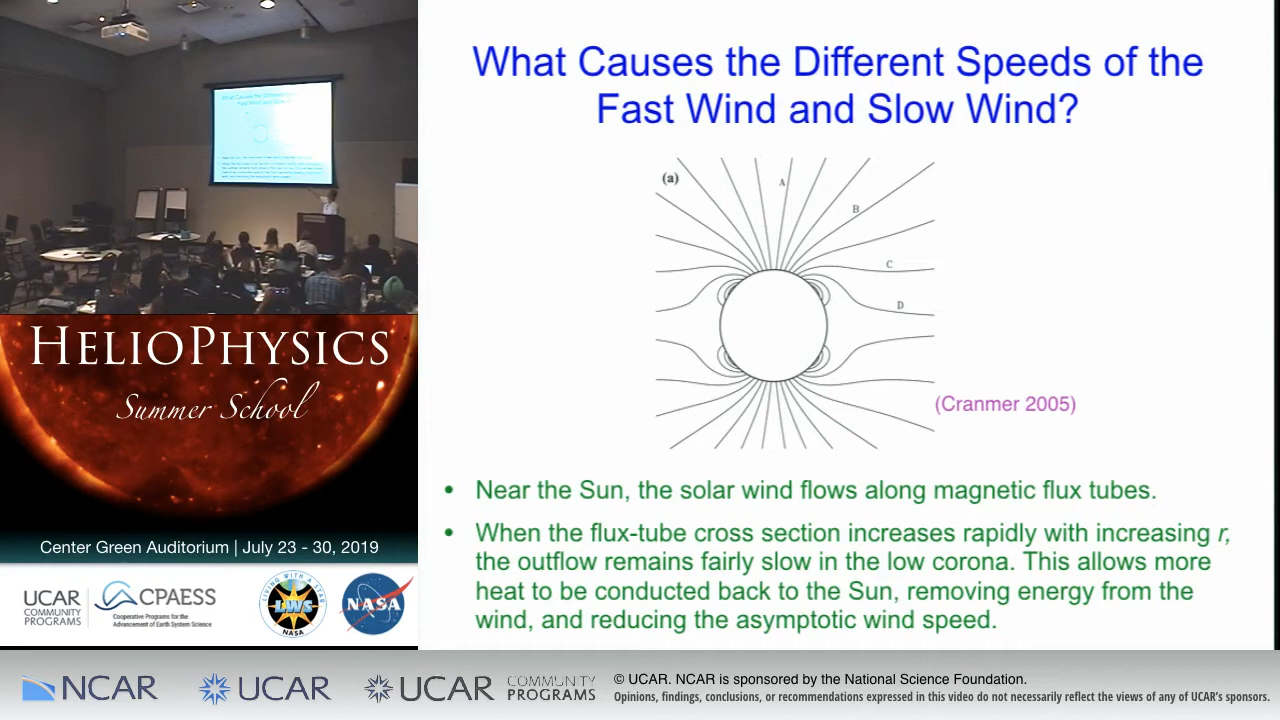 What Causes the Different Speeds of the
Fast Wind and Slow Wind?
(a)
A
B
C
D
(Cranmer 2005)
• Near the Sun, the solar wind flows along magnetic flux tubes.
• When the flux-tube cross section increases rapidly with increasing r,
the outflow remains fairly slow in the low corona. This allows more
heat to be conducted back to the Sun, removing energy from the
wind, and reducing the asymptotic wind speed.
HELIOPHYSICS
Summer School
Center Green Auditorium | July 23 - 30, 2019
UCAR
COMMUNITY
PROGRAMS
CPAESS
Cooperative Programs for the
Advancement of Earth System Science
LIVING WITH A STAR
LWS
NASA
NASA
NCAR
UCAR
UCAR
COMMUNITY
PROGRAMS
© UCAR. NCAR is sponsored by the National Science Foundation.
Opinions, findings, conclusions, or recommendations expressed in this video do not necessarily reflect the views of any of UCAR's sponsors.